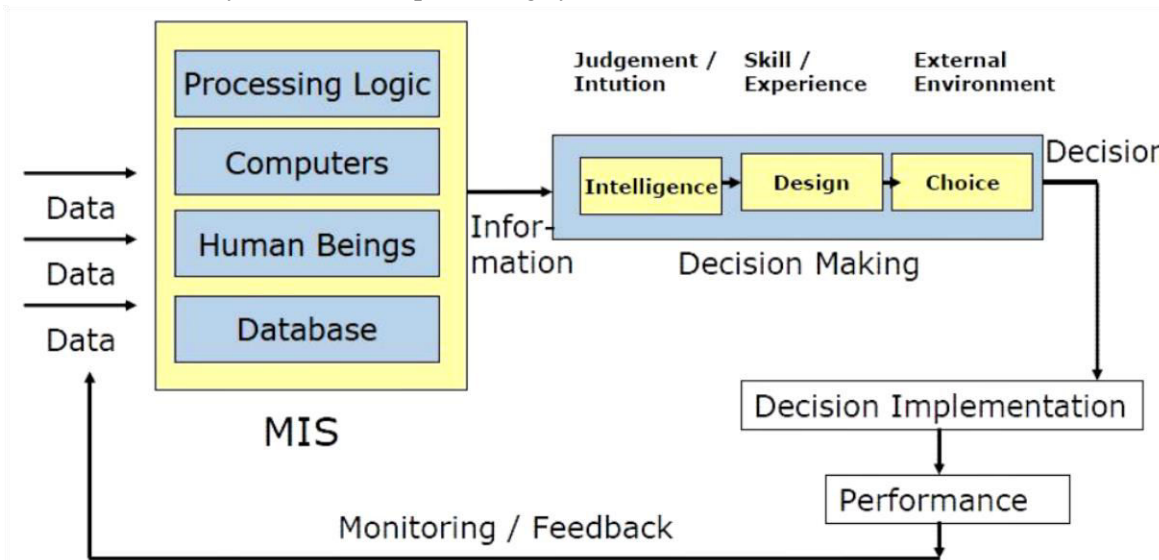 Processing Logic
Computers
Human Beings
Database
MIS
Data
Data
Data
Infor-
mation
Judgement /
Intution
Skill /
Experience
External
Environment
Intelligence
Design
Choice
Decision Making
Decision
Decision Implementation
Performance
Monitoring / Feedback